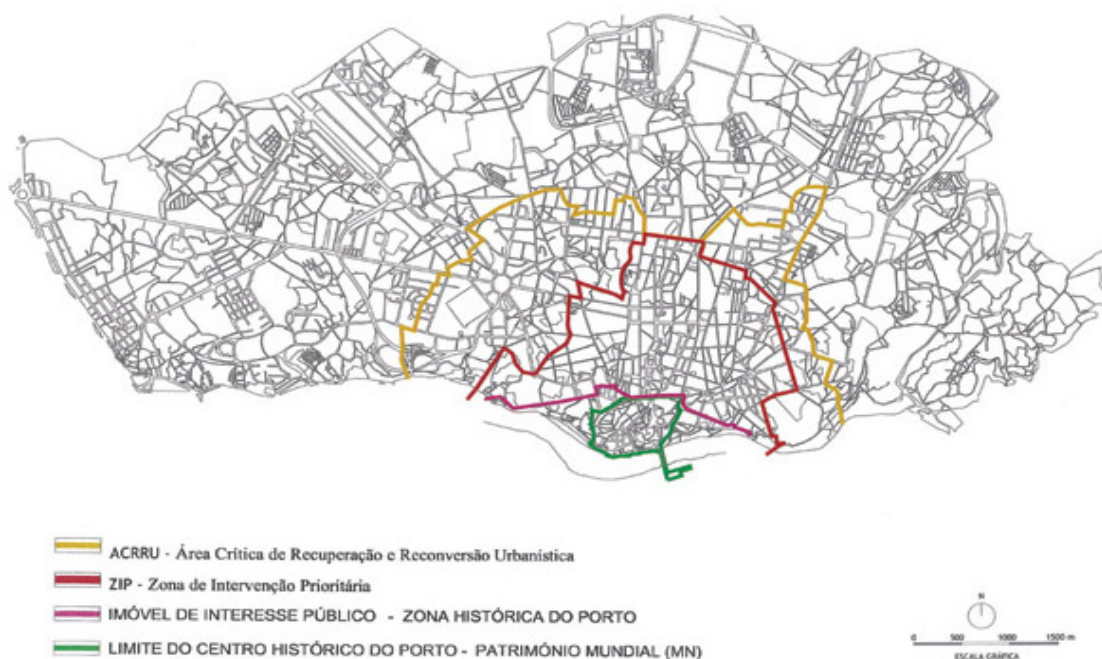 ACRRU - Área Crítica de Recuperação e Reconversão Urbanística
ZIP - Zona de Intervenção Prioritária
IMÓVEL DE INTERESSE PÚBLICO - ZONA HISTÓRICA DO PORTO
LIMITE DO CENTRO HISTÓRICO DO PORTO - PATRIMÓNIO MUNDIAL (MN)
N
0 500 1000 1500 m
ESCALA GRÁFICA